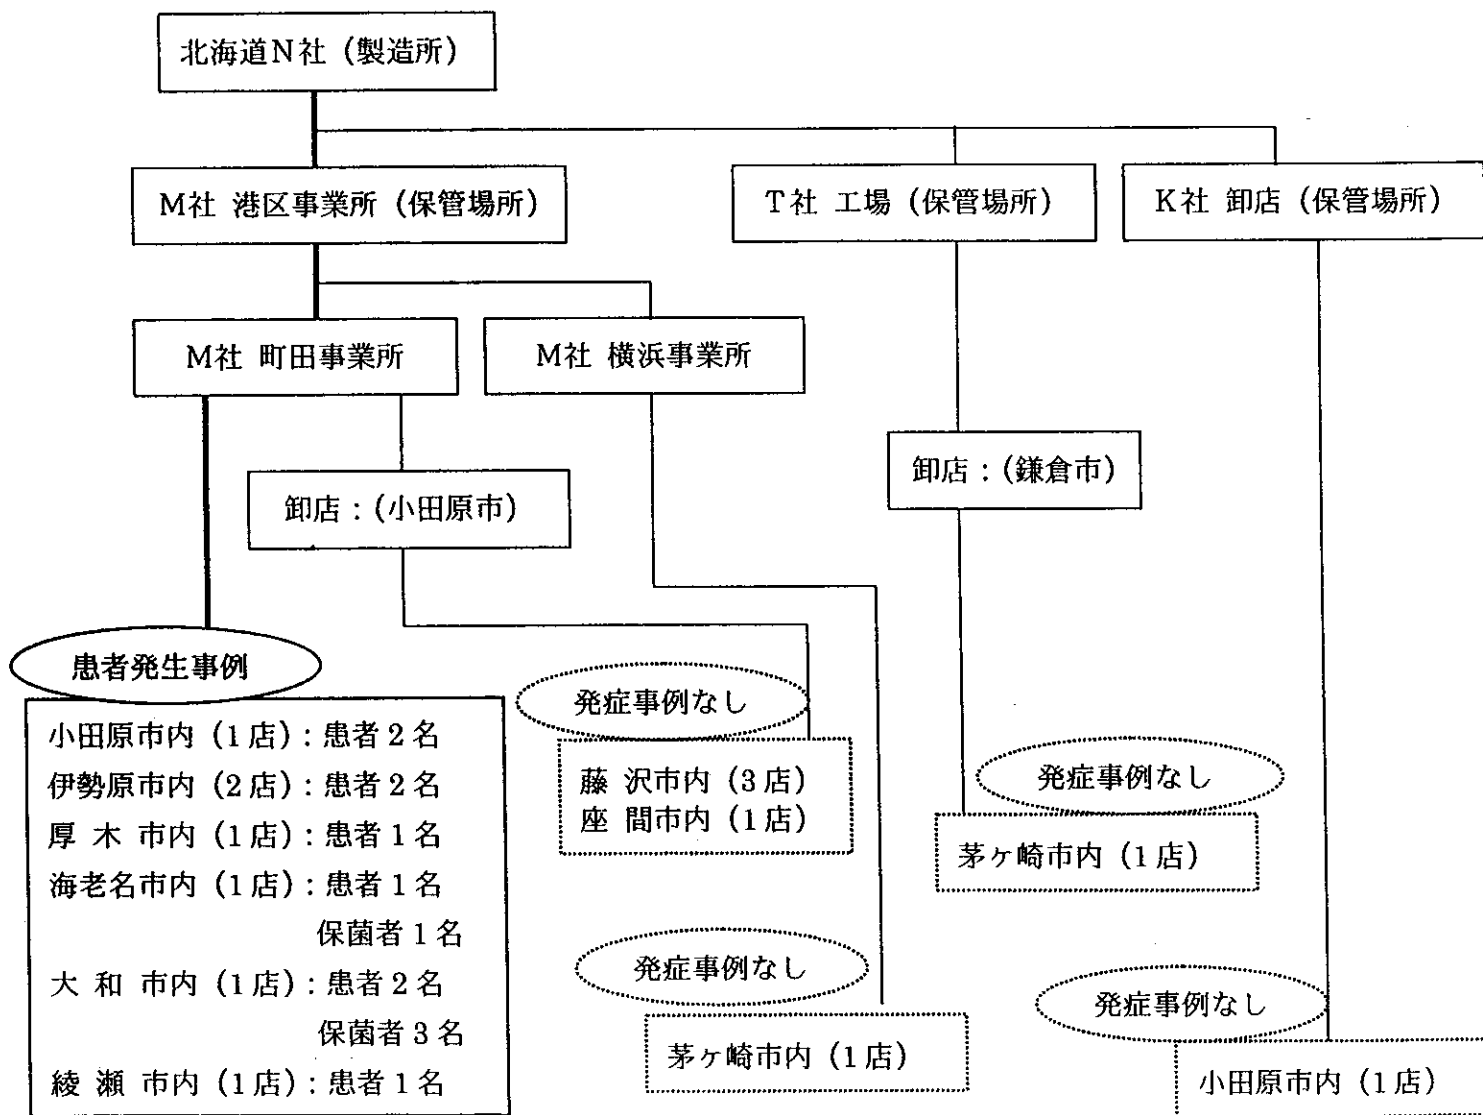 北海道N社（製造所）
M社 港区事業所（保管場所）
T社 工場（保管場所）
K社 卸店（保管場所）
M社 町田事業所
M社 横浜事業所
卸店：（小田原市）
卸店：（鎌倉市）
患者発生事例
小田原市内（1店）：患者2名
伊勢原市内（2店）：患者2名
厚 木 市内（1店）：患者1名
海老名市内（1店）：患者1名
保菌者1名
大 和 市内（1店）：患者2名
保菌者3名
綾 瀬 市内（1店）：患者1名
発症事例なし
藤 沢市内（3店）
座 間市内（1店）
発症事例なし
茅ヶ崎市内（1店）
発症事例なし
茅ヶ崎市内（1店）
発症事例なし
小田原市内（1店）